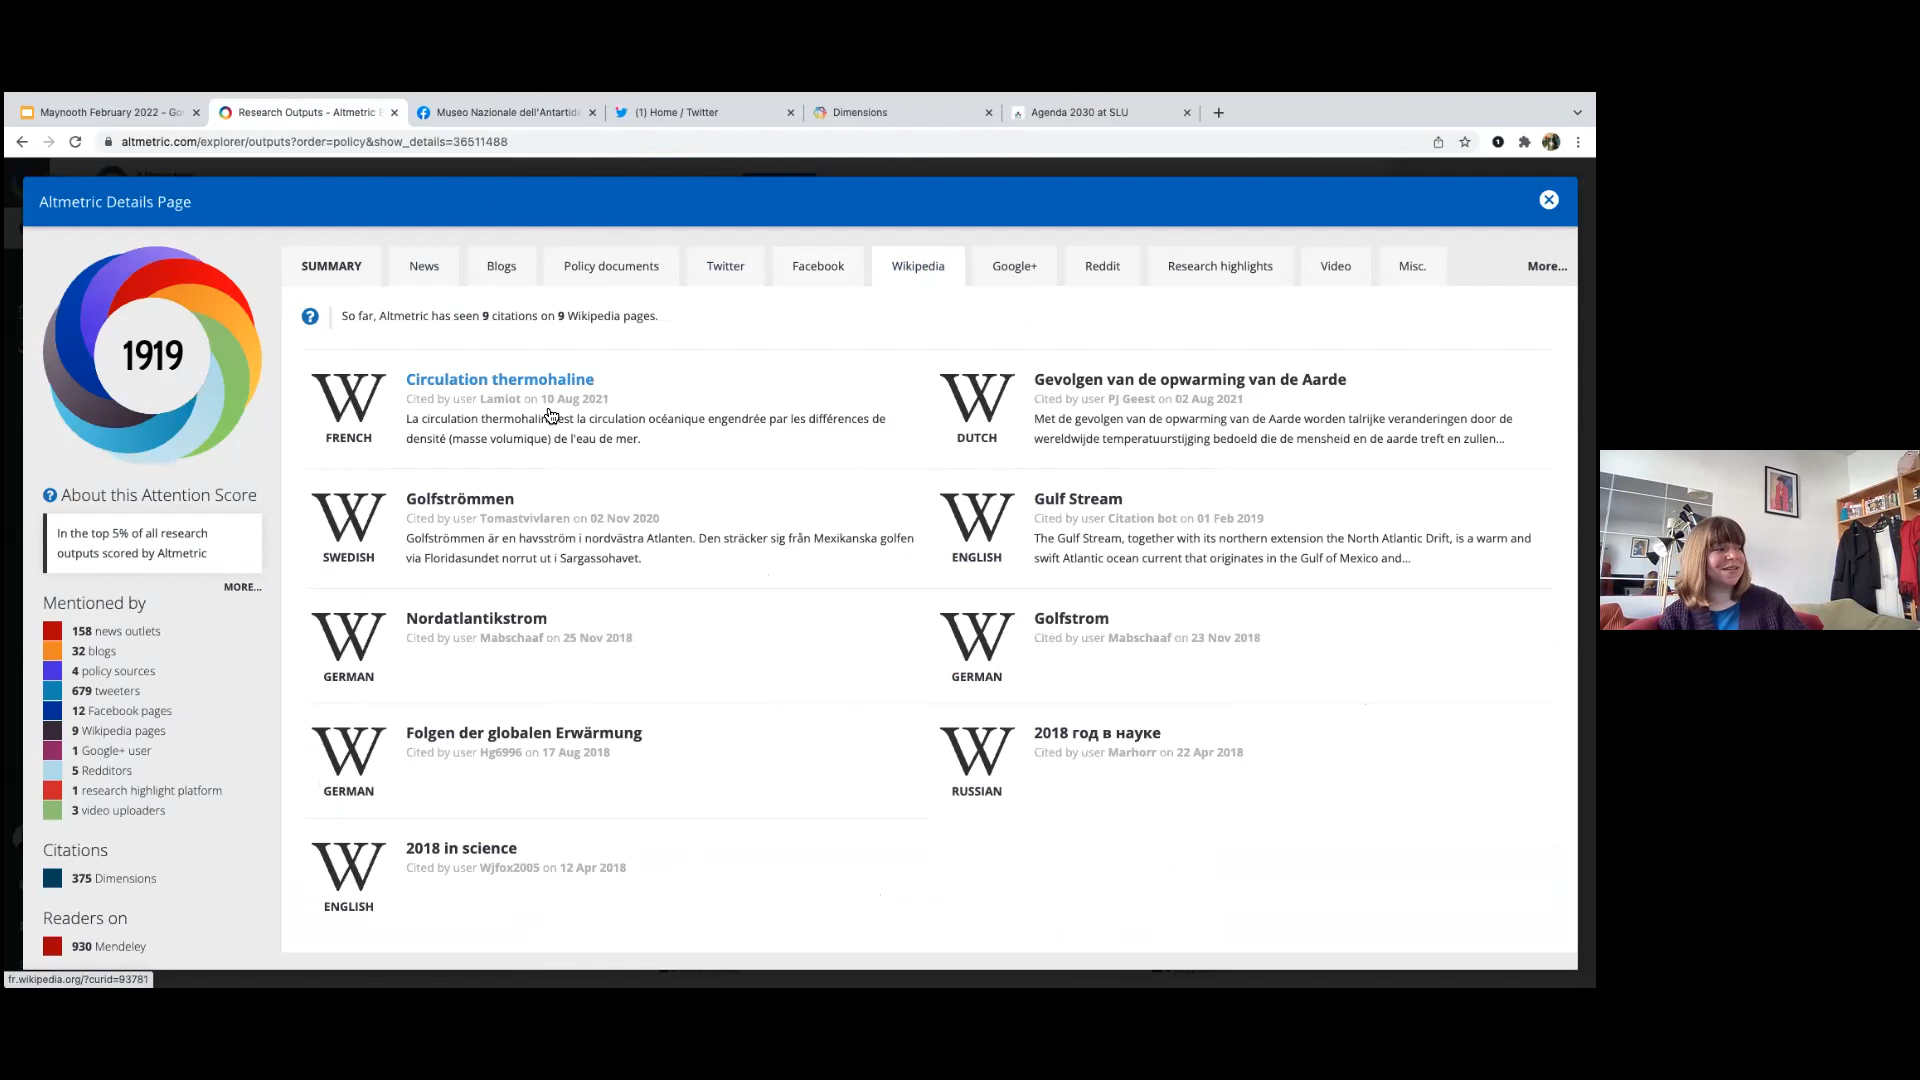 Maynooth February 2022 - Go
Research Outputs - Altmetric E
Museo Nazionale dell'Antartide
(1) Home / Twitter
Dimensions
Agenda 2030 at SLU
altmetric.com/explorer/outputs?order=policy&show_details=36511488
Altmetric Details Page
1919
About this Attention Score
In the top 5% of all research
outputs scored by Altmetric
MORE...
Mentioned by
158 news outlets
32 blogs
4 policy sources
679 tweeters
12 Facebook pages
9 Wikipedia pages
1 Google+ user
5 Redditors
1 research highlight platform
3 video uploaders
Citations
375 Dimensions
Readers on
930 Mendeley
SUMMARY
News
Blogs
Policy documents
Twitter
Facebook
Wikipedia
Google+
Reddit
Research highlights
Video
Misc.
More...
? So far, Altmetric has seen 9 citations on 9 Wikipedia pages.
W
FRENCH
Circulation thermohaline
Cited by user Lamiot on 10 Aug 2021
La circulation thermohaline est la circulation océanique engendrée par les différences de
densité (masse volumique) de l'eau de mer.
W
DUTCH
Gevolgen van de opwarming van de Aarde
Cited by user PJ Geest on 02 Aug 2021
Met de gevolgen van de opwarming van de Aarde worden talrijke veranderingen door de
wereldwijde temperatuurstijging bedoeld die de mensheid en de aarde treft en zullen...
W
SWEDISH
Golfströmmen
Cited by user Tomastvivlaren on 02 Nov 2020
Golfströmmen är en havsström i nordvästra Atlanten. Den sträcker sig från Mexikanska golfen
via Floridasundet norrut ut i Sargassohavet.
W
ENGLISH
Gulf Stream
Cited by user Citation bot on 01 Feb 2019
The Gulf Stream, together with its northern extension the North Atlantic Drift, is a warm and
swift Atlantic ocean current that originates in the Gulf of Mexico and...
W
GERMAN
Nordatlantikstrom
Cited by user Mabschaaf on 25 Nov 2018
W
GERMAN
Golfstrom
Cited by user Mabschaaf on 23 Nov 2018
W
GERMAN
Folgen der globalen Erwärmung
Cited by user Hg6996 on 17 Aug 2018
W
RUSSIAN
2018 год в науке
Cited by user Marhorr on 22 Apr 2018
W
ENGLISH
2018 in science
Cited by user Wjfox2005 on 12 Apr 2018
fr.wikipedia.org/?curid=93781